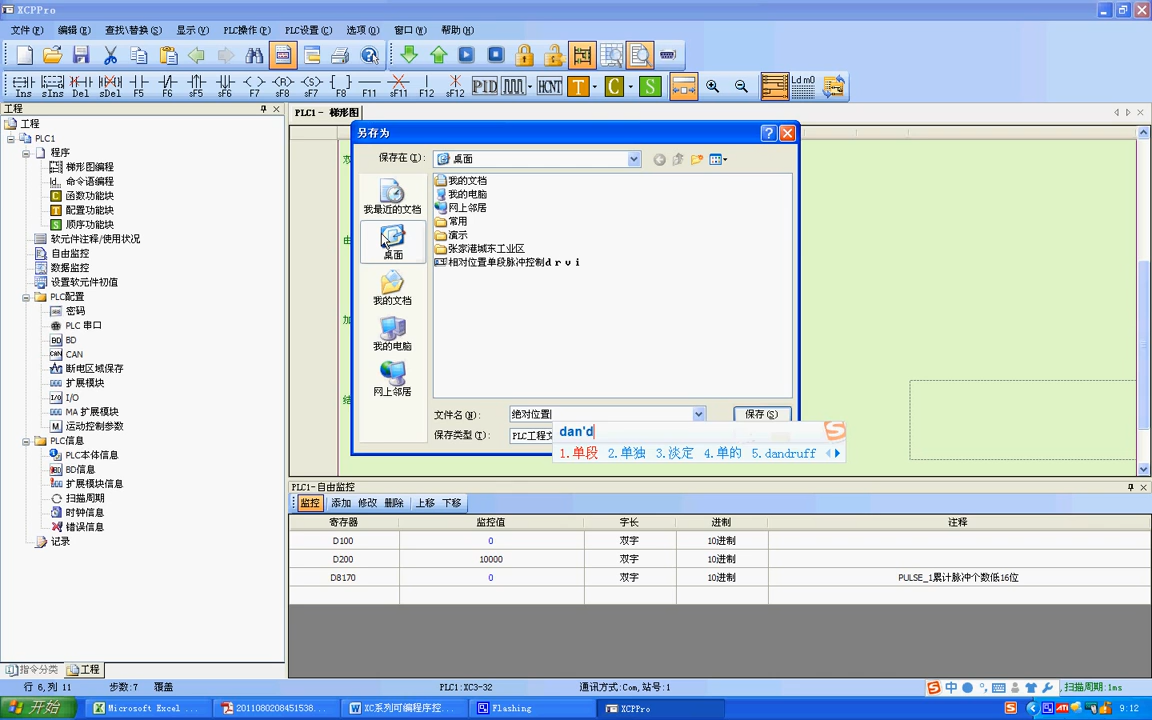 XCPPro
文件(F) 编辑(E) 查找\替换(S) 显示(V) PLC操作(P) PLC设置(C) 选项(O) 窗口(W) 帮助(H)
Ins sIns Del sDel F5 F6 sF5 sF6 F7 sF8 sF7 F8 F11 sF11 F12 sF12 PID HCNT T C S Ld m0
工程
PLC1 - 梯形图
工程
PLC1
程序
梯形图编程
命令语编程
函数功能块
配置功能块
顺序功能块
软元件注释/使用状况
自由监控
数据监控
设置软元件初值
PLC配置
密码
PLC 串口
BD
CAN
断电区域保存
扩展模块
I/O
MA 扩展模块
运动控制参数
PLC信息
PLC本体信息
BD信息
扩展模块信息
扫描周期
时钟信息
错误信息
记录
指令分类 工程
另存为
保存在(I): 桌面
我最近的文档
桌面
我的文档
我的电脑
网上邻居
我的文档
我的电脑
网上邻居
常用
演示
张家港城东工业区
相对位置单段脉冲控制drvi
文件名(N): 绝对位置 保存(S)
保存类型(T): PLC工程文
dan'd
1.单段 2.单独 3.淡定 4.单的 5.dandruff
PLC1-自由监控
监控 添加 修改 删除 上移 下移
寄存器 监控值 字长 进制 注释
D100 0 双字 10进制
D200 10000 双字 10进制
D8170 0 双字 10进制 PULSE_1累计脉冲个数低16位
行 6,列 11 步数:7 覆盖 PLC1:XC3-32 通讯方式:Com,站号:1 中 扫描周期:1ms
开始 Microsoft Excel ... 2011080208451538... XC系列可编程序控... Flashing XCPPro 9:12